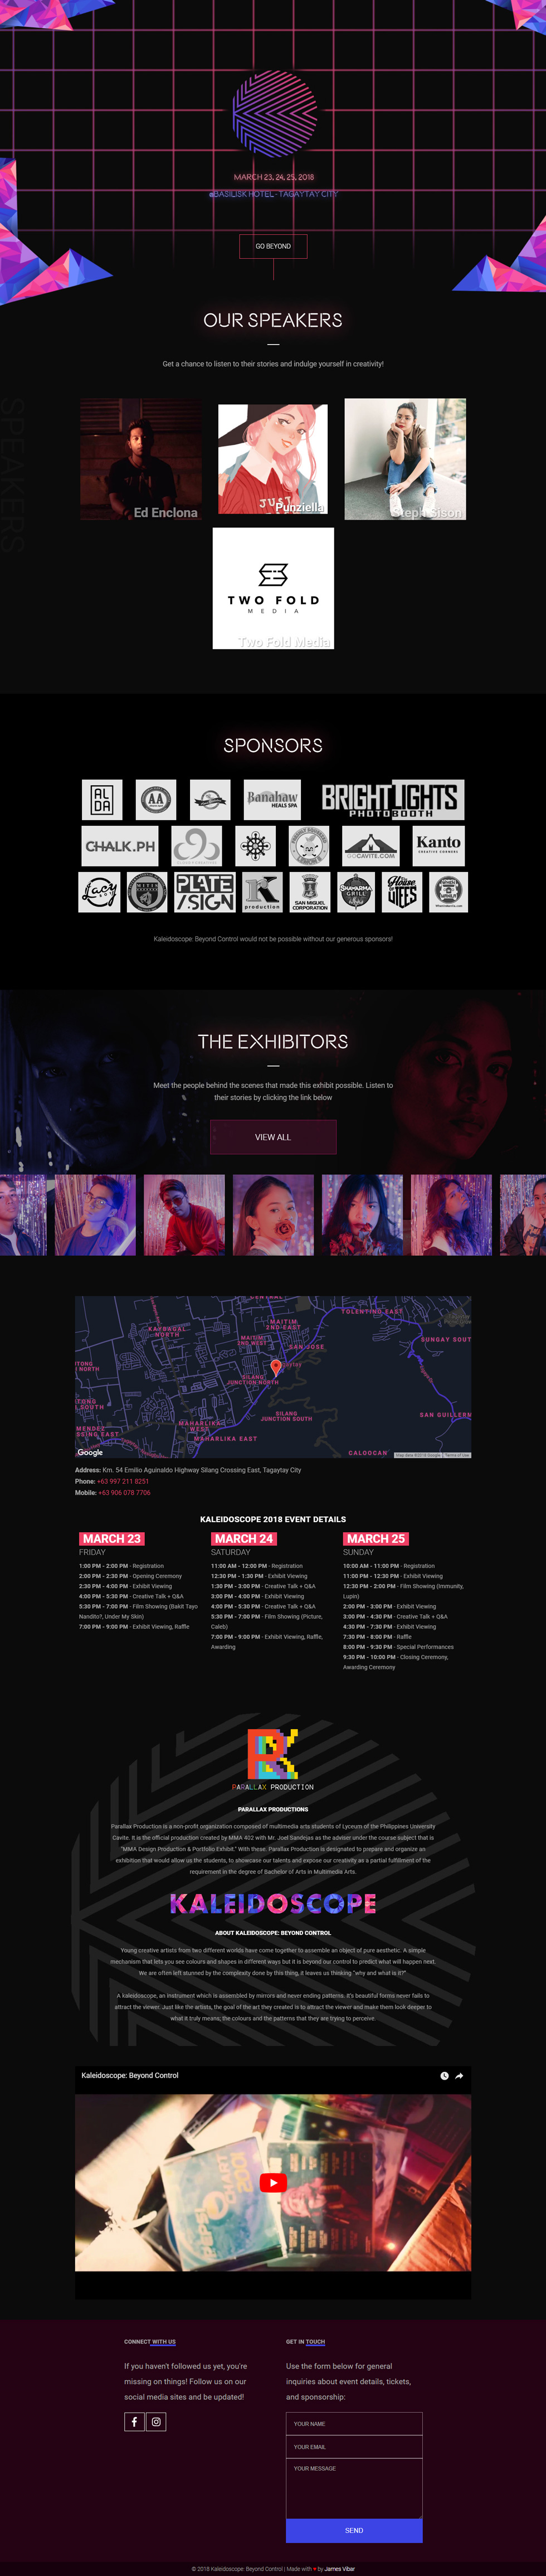 MARCH 23, 24, 25, 2018
@BASILISK HOTEL - TAGAYTAY CITY
GO BEYOND
OUR SPEAKERS
Get a chance to listen to their stories and indulge yourself in creativity!
SPEAKERS
Ed Enclona
JUST
Punziella
Steph Sison
TWO FOLD
MEDIA
Two Fold Media
SPONSORS
AL
DA
AA
Banahaw
HEALS SPA
BRIGHTLIGHTS
PHOTOBOOTH
CHALK.PH
GOCAVITE.COM
Kanto
Lacy
PLATE
/SIGN
K
production
SAN MIGUEL
CORPORATION
SHAWARMA
GRILL
House
of
TEES
Kaleidoscope: Beyond Control would not be possible without our generous sponsors!
THE EXHIBITORS
Meet the people behind the scenes that made this exhibit possible. Listen to
their stories by clicking the link below
VIEW ALL
CENTRAL
TOLENTINO EAST
KAYBAGAL
NORTH
MAITIM
2ND EAST
MAITIM
2ND WEST
SAN JOSE
SUNGAY SOUT
SILANG
JUNCTION NORTH
SILANG
JUNCTION SOUTH
SAN GUILLERM
MAHARLIKA
WEST
MAHARLIKA EAST
MENDEZ
SSING EAST
CALOOCAN
Google
Map data ©2018 Google
Terms of Use
Address: Km. 54 Emilio Aguinaldo Highway Silang Crossing East, Tagaytay City
Phone: +63 997 211 8251
Mobile: +63 906 078 7706
KALEIDOSCOPE 2018 EVENT DETAILS
MARCH 23
FRIDAY
1:00 PM - 2:00 PM - Registration
2:00 PM - 2:30 PM - Opening Ceremony
2:30 PM - 4:00 PM - Exhibit Viewing
4:00 PM - 5:30 PM - Creative Talk + Q&A
5:30 PM - 7:00 PM - Film Showing (Bakit Tayo
Nandito?, Under My Skin)
7:00 PM - 9:00 PM - Exhibit Viewing, Raffle
MARCH 24
SATURDAY
11:00 AM - 12:00 PM - Registration
12:30 PM - 1:30 PM - Exhibit Viewing
1:30 PM - 3:00 PM - Creative Talk + Q&A
3:00 PM - 4:00 PM - Exhibit Viewing
4:00 PM - 5:30 PM - Creative Talk + Q&A
5:30 PM - 7:00 PM - Film Showing (Picture,
Caleb)
7:00 PM - 9:00 PM - Exhibit Viewing, Raffle,
Awarding
MARCH 25
SUNDAY
10:00 AM - 11:00 PM - Registration
11:00 PM - 12:30 PM - Exhibit Viewing
12:30 PM - 2:00 PM - Film Showing (Immunity,
Lupin)
2:00 PM - 3:00 PM - Exhibit Viewing
3:00 PM - 4:30 PM - Creative Talk + Q&A
4:30 PM - 7:30 PM - Exhibit Viewing
7:30 PM - 8:00 PM - Raffle
8:00 PM - 9:30 PM - Special Performances
9:30 PM - 10:00 PM - Closing Ceremony,
Awarding Ceremony
PARALLAX PRODUCTION
PARALLAX PRODUCTIONS
Parallax Production is a non-profit organization composed of multimedia arts students of Lyceum of the Philippines University
Cavite. It is the official production created by MMA 402 with Mr. Joel Sandejas as the adviser under the course subject that is
"MMA Design Production & Portfolio Exhibit." With these, Parallax Production is designated to prepare and organize an
exhibition that would allow us the students, to showcase our talents and expose our creativity as a partial fulfillment of the
requirement in the degree of Bachelor of Arts in Multimedia Arts.
KALEIDOSCOPE
ABOUT KALEIDOSCOPE: BEYOND CONTROL
Young creative artists from two different worlds have come together to assemble an object of pure aesthetic. A simple
mechanism that lets you see colours and shapes in different ways but it is beyond our control to predict what will happen next.
We are often left stunned by the complexity done by this thing, it leaves us thinking "why and what is it?"
A kaleidoscope, an instrument which is assembled by mirrors and never ending patterns. It's beautiful forms never fails to
attract the viewer. Just like the artists, the goal of the art they created is to attract the viewer and make them look deeper to
what it truly means; the colours and the patterns that they are trying to perceive.
Kaleidoscope: Beyond Control
CONNECT WITH US
If you haven't followed us yet, you're
missing on things! Follow us on our
social media sites and be updated!
GET IN TOUCH
Use the form below for general
inquiries about event details, tickets,
and sponsorship:
YOUR NAME
YOUR EMAIL
YOUR MESSAGE
SEND
© 2018 Kaleidoscope: Beyond Control | Made with ♥ by James Vibar